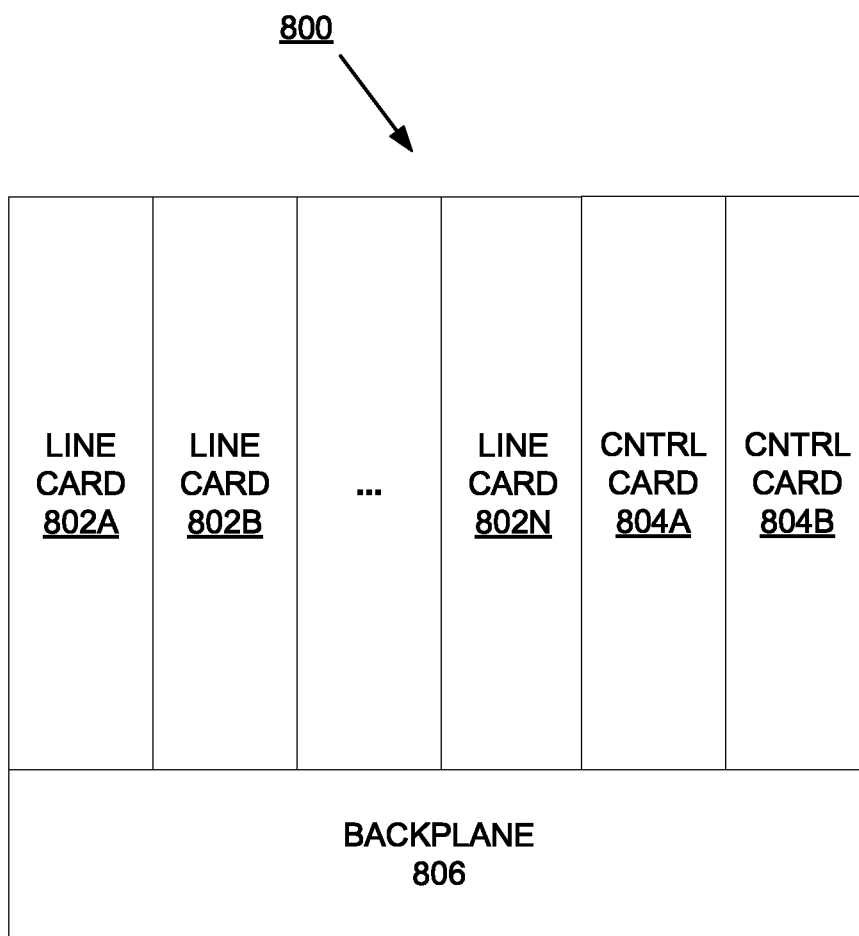 800
LINE
CARD
802A
LINE
CARD
802B
...
LINE
CARD
802N
CNTRL
CARD
804A
CNTRL
CARD
804B
BACKPLANE
806